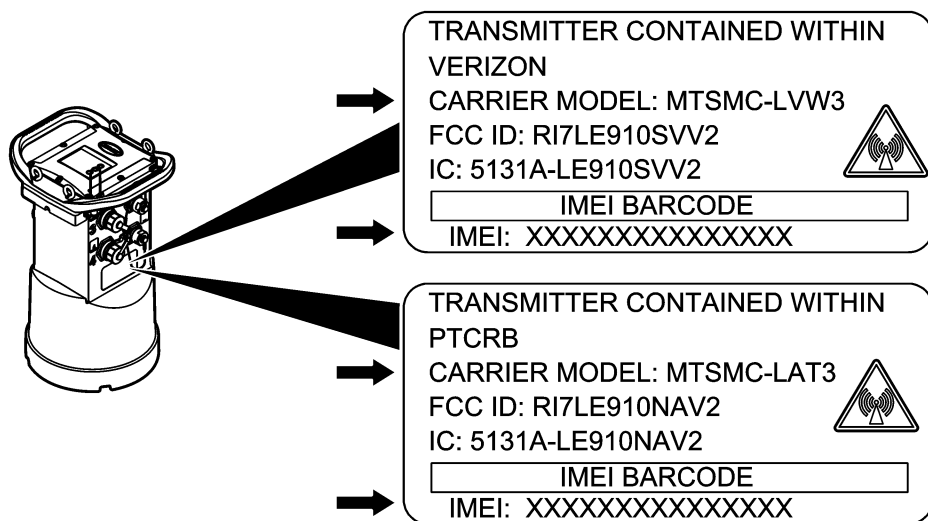 TRANSMITTER CONTAINED WITHIN
VERIZON
CARRIER MODEL: MTSMC-LVW3
FCC ID: RI7LE910SVV2
IC: 5131A-LE910SVV2
IMEI BARCODE
IMEI: XXXXXXXXXXXXXXX
TRANSMITTER CONTAINED WITHIN
PTCRB
CARRIER MODEL: MTSMC-LAT3
FCC ID: RI7LE910NAV2
IC: 5131A-LE910NAV2
IMEI BARCODE
IMEI: XXXXXXXXXXXXXXX